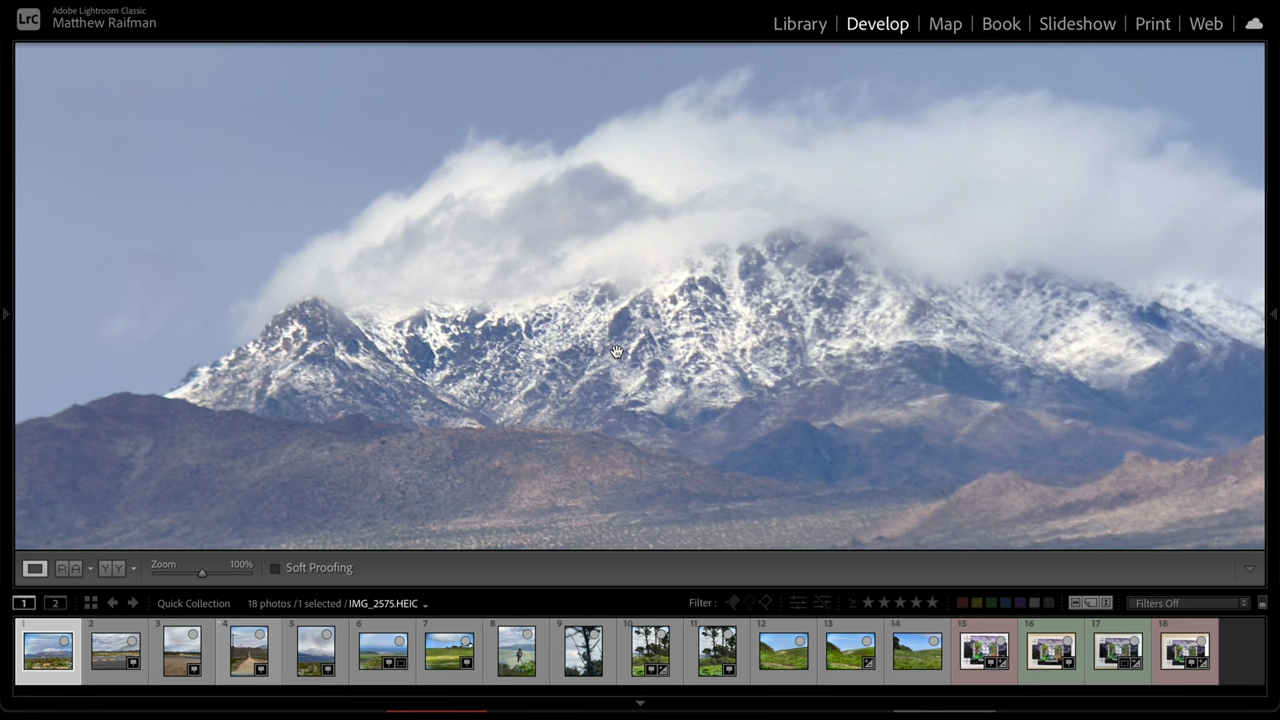 LrC
Adobe Lightroom Classic
Matthew Raifman
Library | Develop | Map | Book | Slideshow | Print | Web
RA YY Zoom 100% Soft Proofing
1 2 Quick Collection 18 photos /1 selected / IMG_2575.HEIC Filter : ≥ ★★★★★ Filters Off
1 2 3 4 5 6 7 8 9 10 11 12 13 14 15 16 17 18